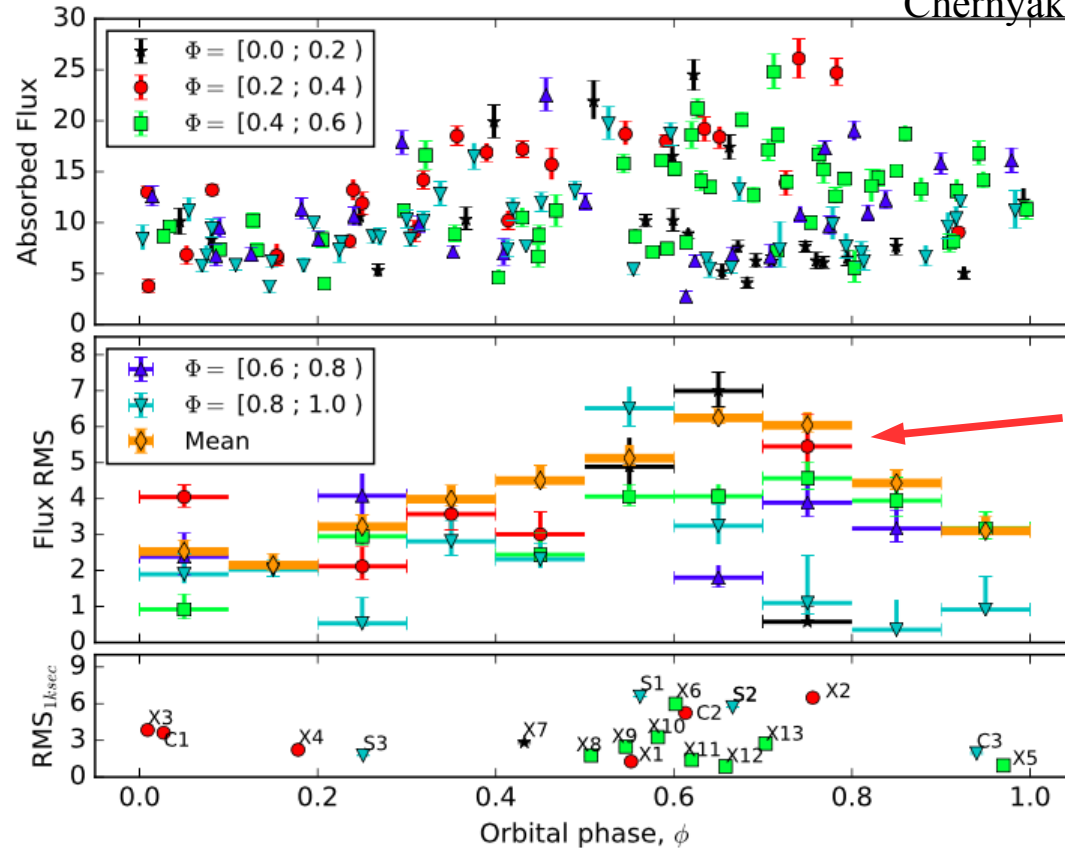 Chernyak
30
25
20
15
10
5
0
Absorbed Flux
Φ = [0.0 ; 0.2 )
Φ = [0.2 ; 0.4 )
Φ = [0.4 ; 0.6 )
8
7
6
5
4
3
2
1
0
Flux RMS
Φ = [0.6 ; 0.8 )
Φ = [0.8 ; 1.0 )
Mean
9
6
3
0
RMS1ksec
X3
C1
X4
S3
X7
X8
X9
X10
S1
X6
C2
X1
X11
X12
S2
X13
X2
C3
X5
0.0 0.2 0.4 0.6 0.8 1.0
Orbital phase, ϕ